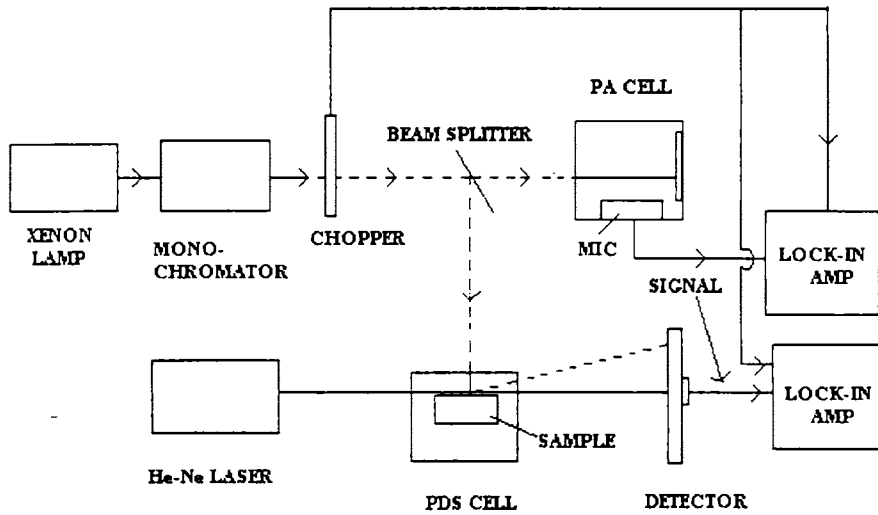 PA CELL
BEAM SPLITTER
XENON
LAMP
MONO-
CHROMATOR
CHOPPER
MIC
LOCK-IN
AMP
SIGNAL
LOCK-IN
AMP
SAMPLE
He-Ne LASER
PDS CELL
DETECTOR